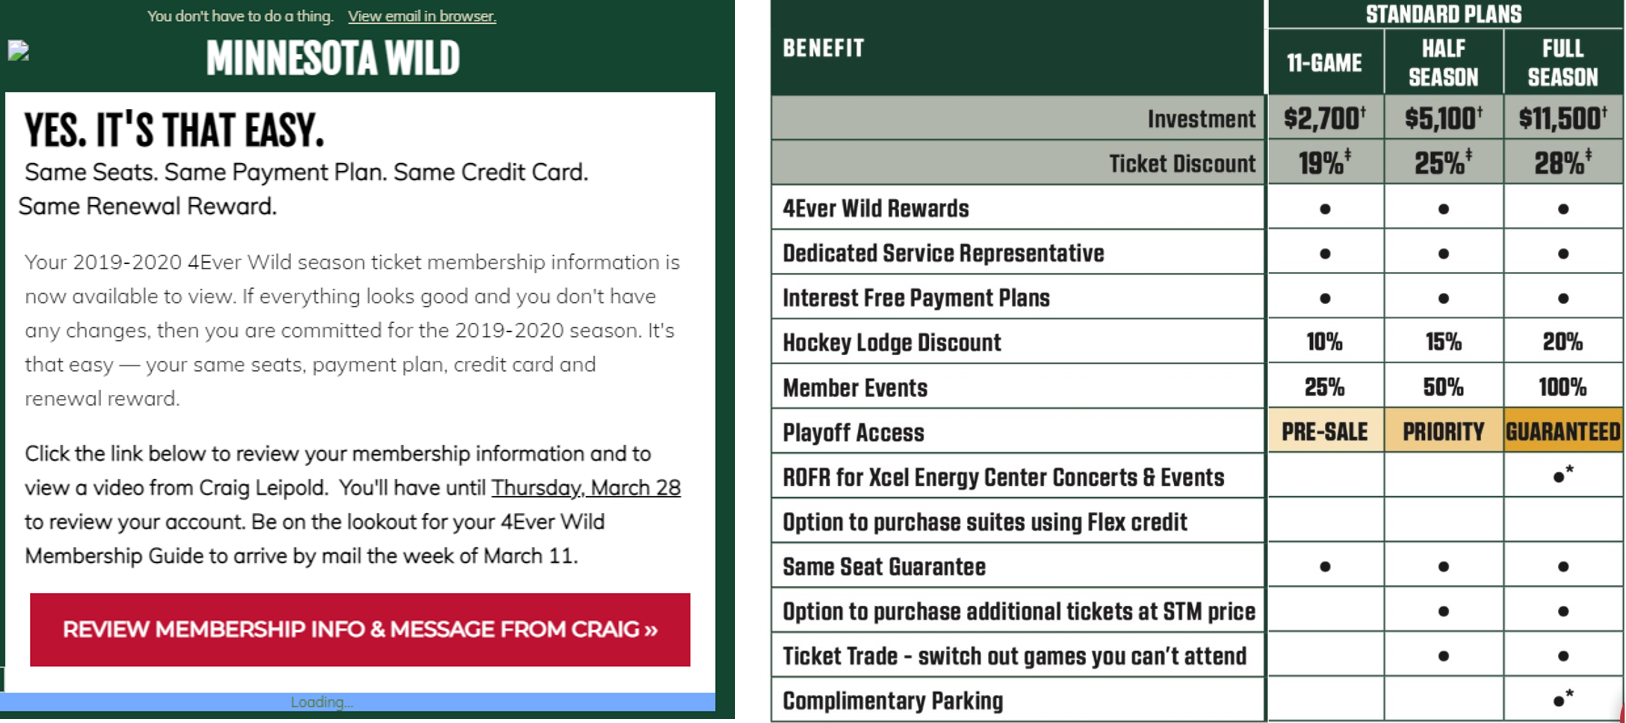 You don't have to do a thing. View email in browser.
MINNESOTA WILD
YES. IT'S THAT EASY.
Same Seats. Same Payment Plan. Same Credit Card.
Same Renewal Reward.
Your 2019-2020 4Ever Wild season ticket membership information is
now available to view. If everything looks good and you don't have
any changes, then you are committed for the 2019-2020 season. It's
that easy — your same seats, payment plan, credit card and
renewal reward.
Click the link below to review your membership information and to
view a video from Craig Leipold. You'll have until Thursday, March 28
to review your account. Be on the lookout for your 4Ever Wild
Membership Guide to arrive by mail the week of March 11.
REVIEW MEMBERSHIP INFO & MESSAGE FROM CRAIG »
Loading...
STANDARD PLANS
BENEFIT 11-GAME HALF SEASON FULL SEASON
Investment $2,700† $5,100† $11,500†
Ticket Discount 19%‡ 25%‡ 28%‡
4Ever Wild Rewards • • •
Dedicated Service Representative • • •
Interest Free Payment Plans • • •
Hockey Lodge Discount 10% 15% 20%
Member Events 25% 50% 100%
Playoff Access PRE-SALE PRIORITY GUARANTEED
ROFR for Xcel Energy Center Concerts & Events •*
Option to purchase suites using Flex credit
Same Seat Guarantee • • •
Option to purchase additional tickets at STM price • •
Ticket Trade - switch out games you can't attend • •
Complimentary Parking •*